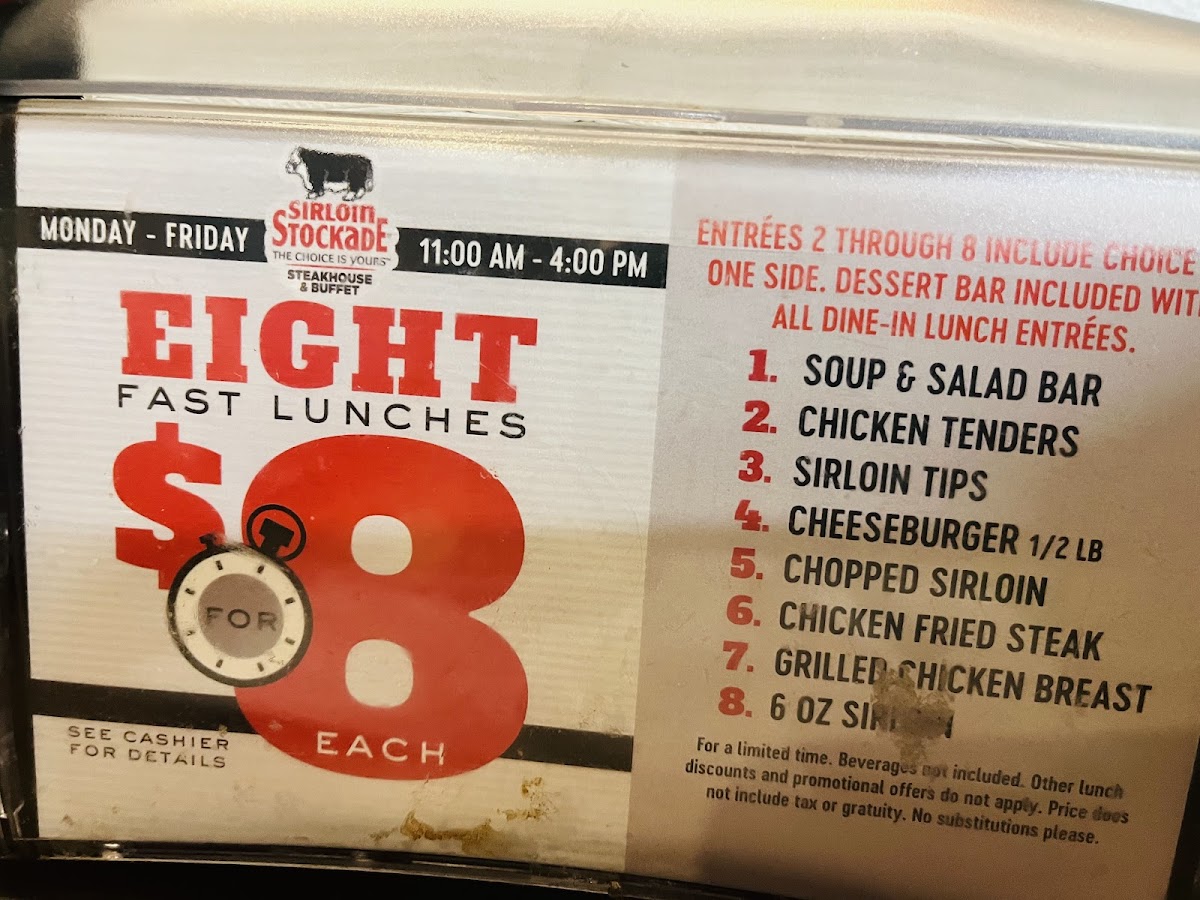 MONDAY - FRIDAY
SIRLOIN
STOCKADE
THE CHOICE IS YOURS™
STEAKHOUSE
& BUFFET
11:00 AM - 4:00 PM
EIGHT
FAST LUNCHES
$8
FOR
EACH
SEE CASHIER
FOR DETAILS
ENTRÉES 2 THROUGH 8 INCLUDE CHOICE
ONE SIDE. DESSERT BAR INCLUDED WIT
ALL DINE-IN LUNCH ENTRÉES.
1. SOUP & SALAD BAR
2. CHICKEN TENDERS
3. SIRLOIN TIPS
4. CHEESEBURGER 1/2 LB
5. CHOPPED SIRLOIN
6. CHICKEN FRIED STEAK
7. GRILLED CHICKEN BREAST
8. 6 OZ SIRLOIN
For a limited time. Beverages not included. Other lunch
discounts and promotional offers do not apply. Price does
not include tax or gratuity. No substitutions please.